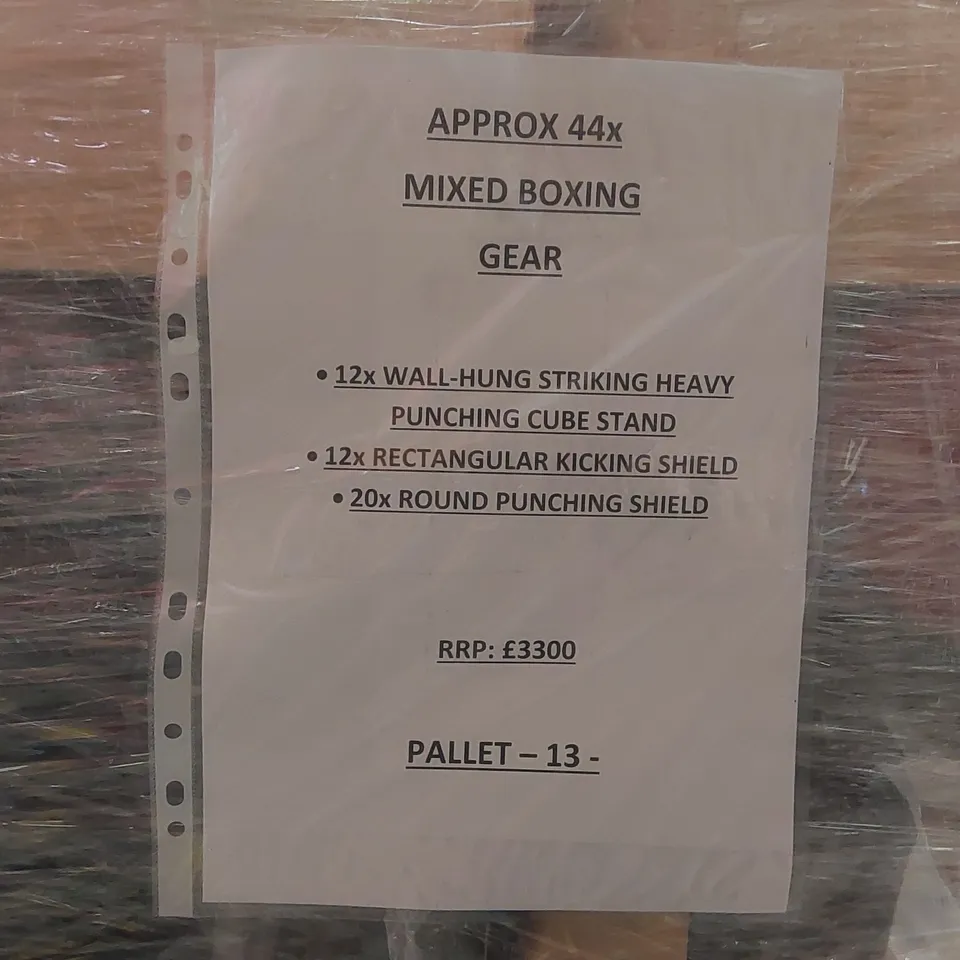 APPROX 44x
MIXED BOXING
GEAR
• 12x WALL-HUNG STRIKING HEAVY
PUNCHING CUBE STAND
• 12x RECTANGULAR KICKING SHIELD
• 20x ROUND PUNCHING SHIELD
RRP: £3300
PALLET – 13 -